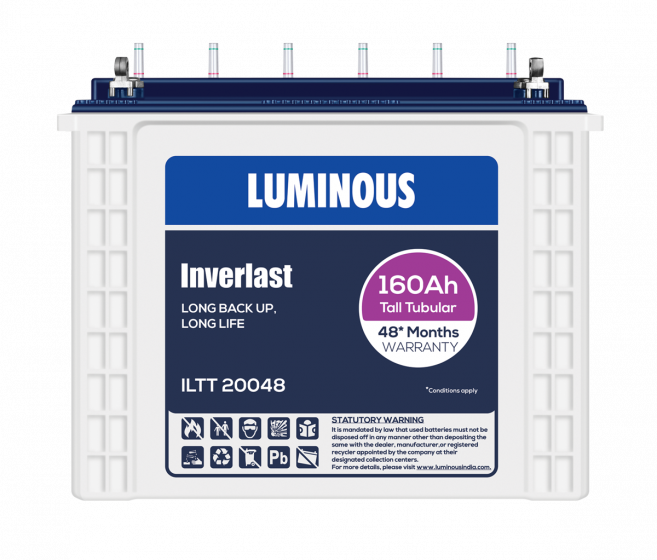 LUMINOUS
Inverlast
LONG BACK UP,
LONG LIFE
160Ah
Tall Tubular
48* Months
WARRANTY
ILTT 20048
*Conditions apply
Pb
STATUTORY WARNING
It is mandated by law that used batteries must not be
disposed off in any manner other than depositing the
same with the dealer, manufacturer,or registered
recycler appointed by the company at their
designated collection centers.
For more details, please visit www.luminousindia.com.